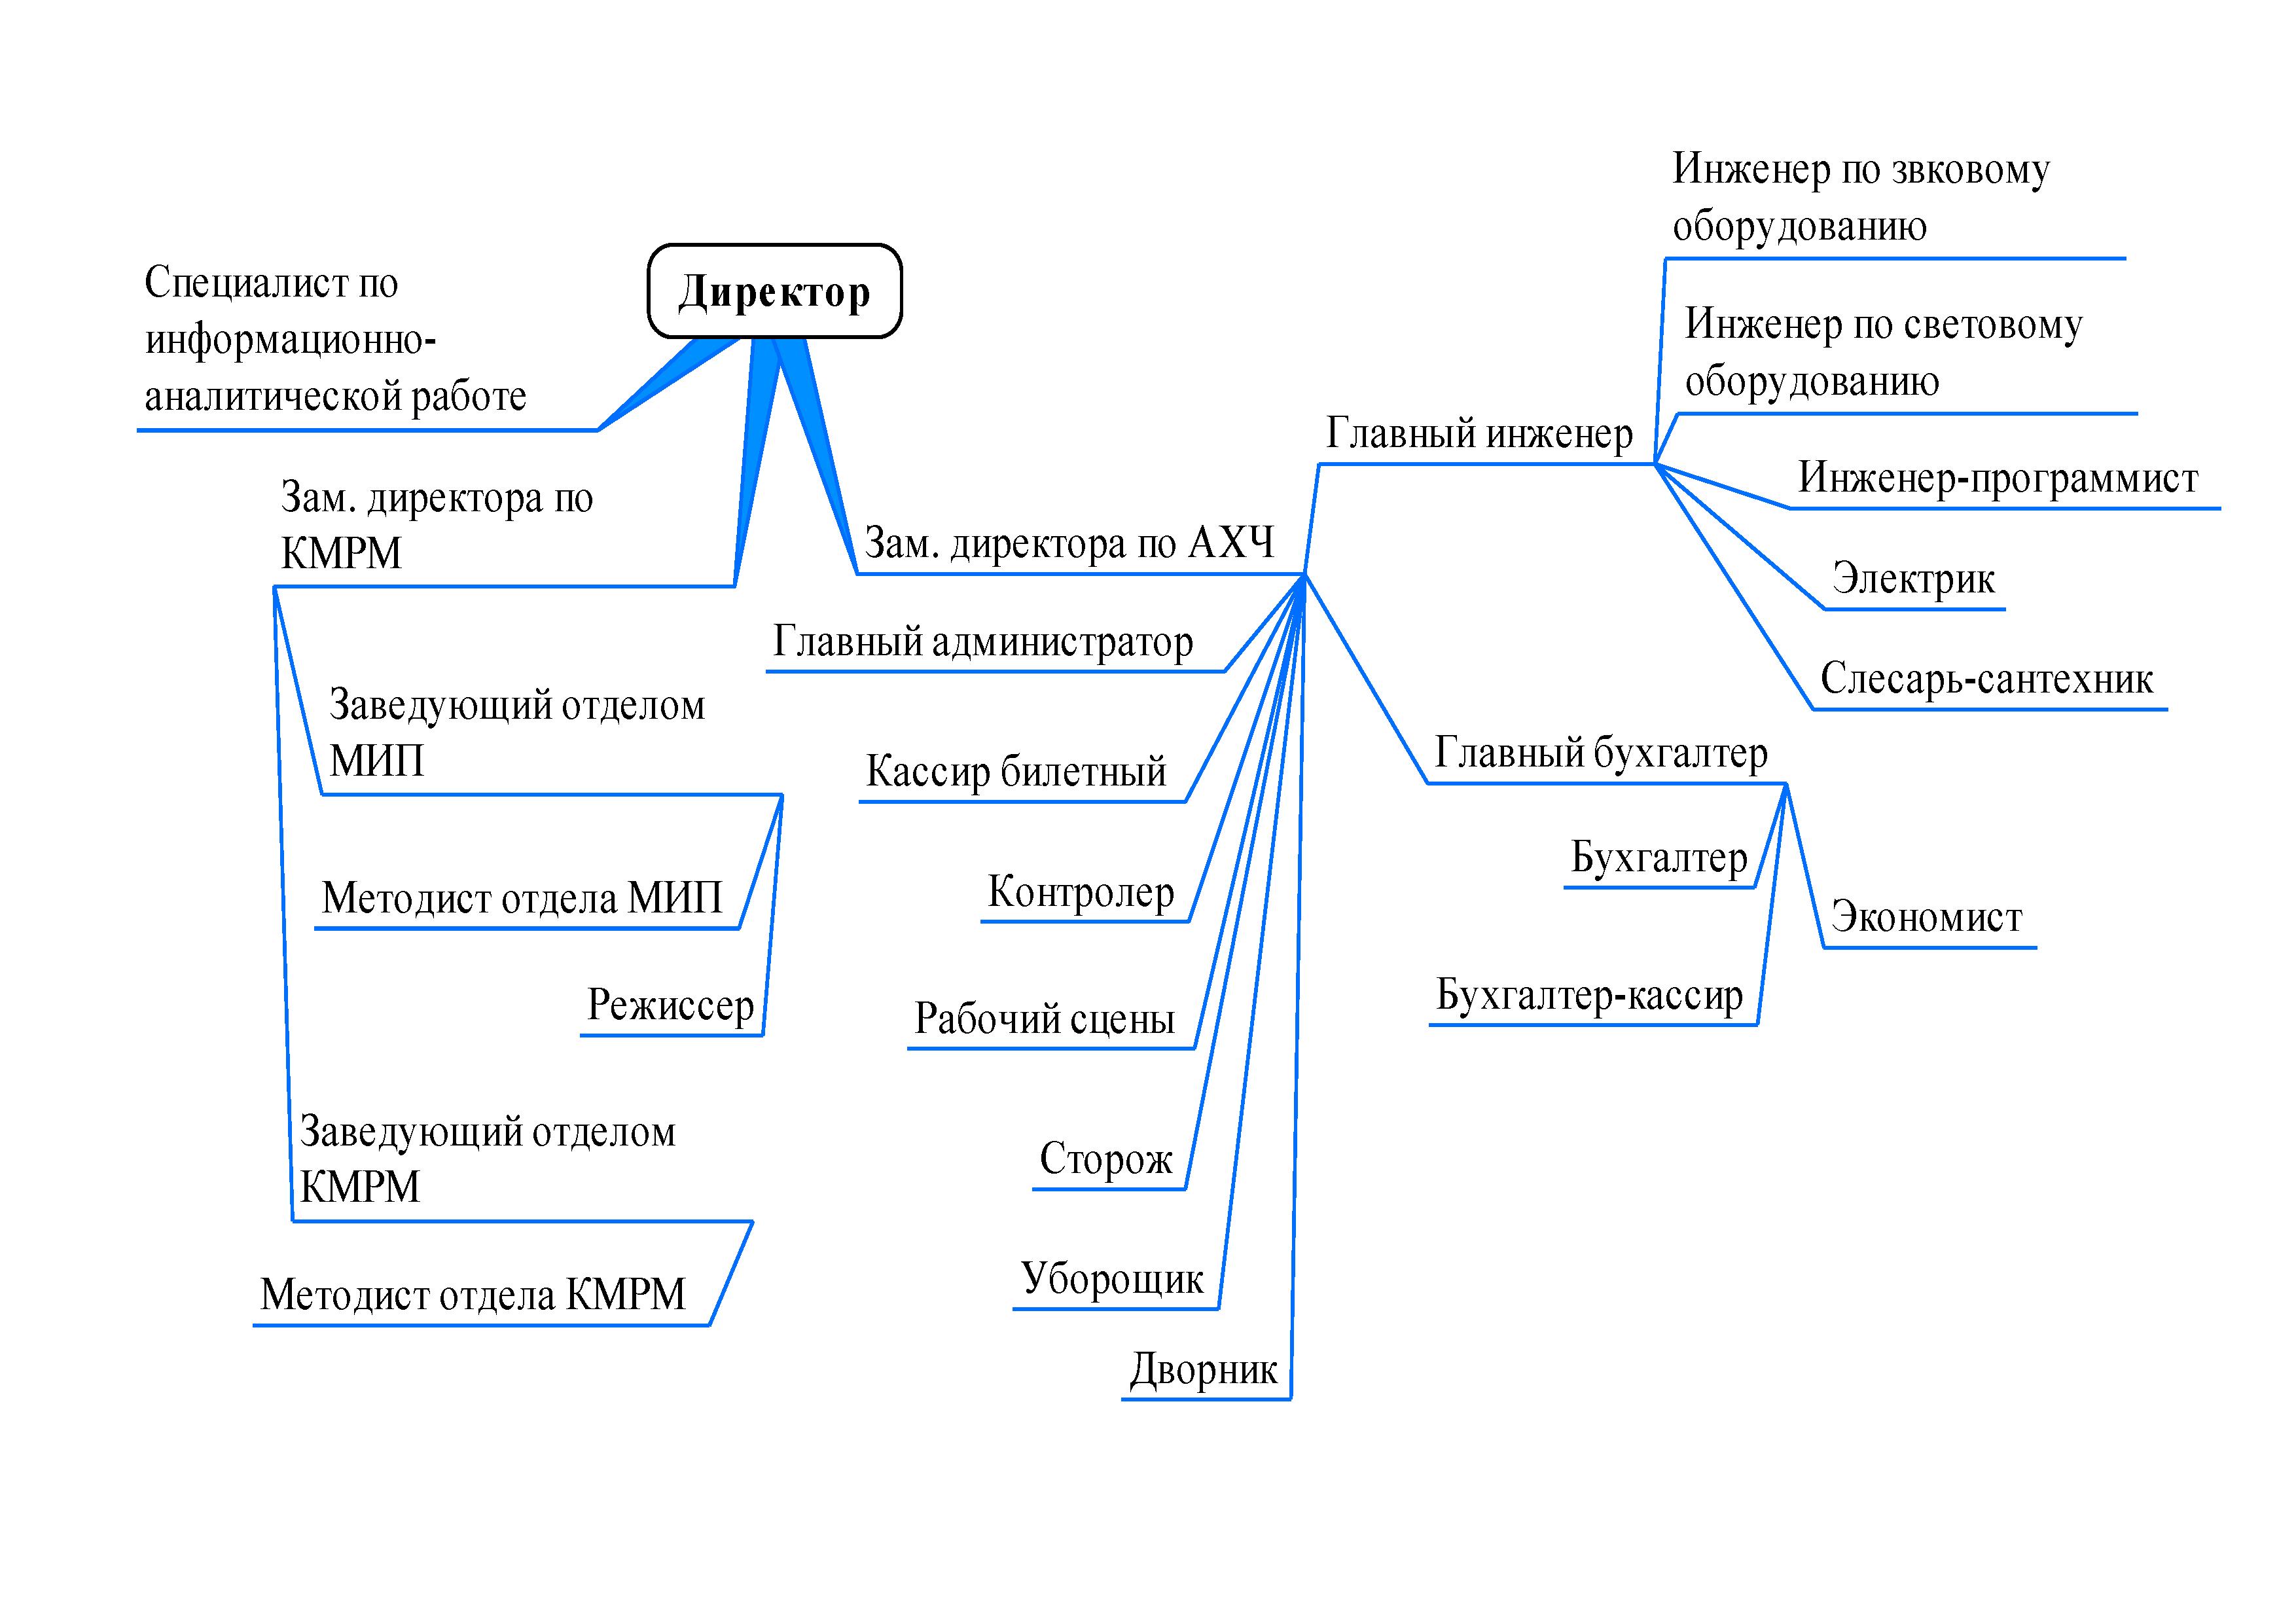 Директор
Специалист по
информационно-
аналитической работе
Зам. директора по
КМРМ
Заведующий отделом
МИП
Методист отдела МИП
Режиссер
Заведующий отделом
КМРМ
Методист отдела КМРМ
Зам. директора по АХЧ
Главный администратор
Кассир билетный
Контролер
Рабочий сцены
Сторож
Уборощик
Дворник
Главный инженер
Инженер по звковому
оборудованию
Инженер по световому
оборудованию
Инженер-программист
Электрик
Слесарь-сантехник
Главный бухгалтер
Бухгалтер
Экономист
Бухгалтер-кассир